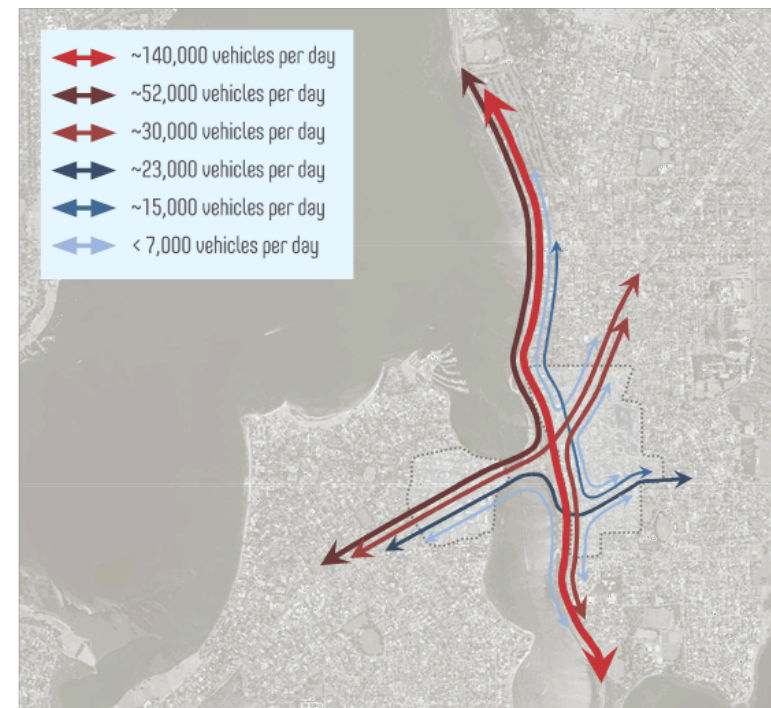 ~140,000 vehicles per day
~52,000 vehicles per day
~30,000 vehicles per day
~23,000 vehicles per day
~15,000 vehicles per day
< 7,000 vehicles per day